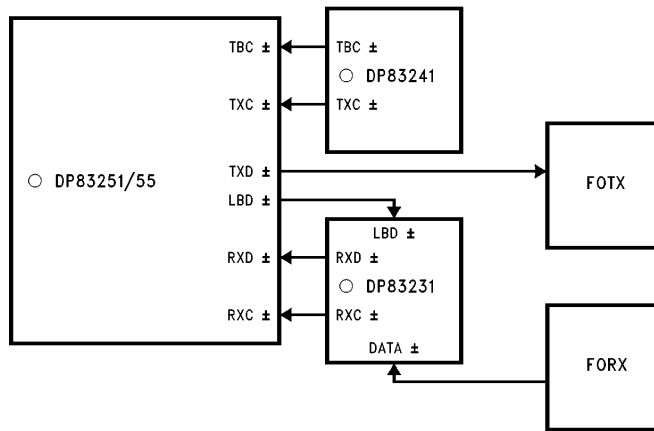 TBC ±
TXC ±
TXD ±
LBD ±
RXD ±
RXC ±
DP83251/55
TBC ±
DP83241
TXC ±
LBD ±
RXD ±
DP83231
RXC ±
DATA ±
FOTX
FORX